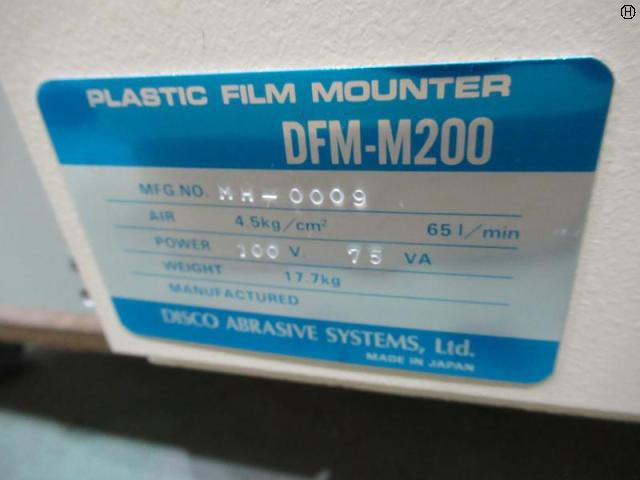 H
PLASTIC FILM MOUNTER
DFM-M200
MFG.NO. MH-0009
AIR 4.5kg/cm² 65 l/min
POWER 100 V. 75 VA
WEIGHT 17.7kg
MANUFACTURED
DISCO ABRASIVE SYSTEMS, Ltd.
MADE IN JAPAN